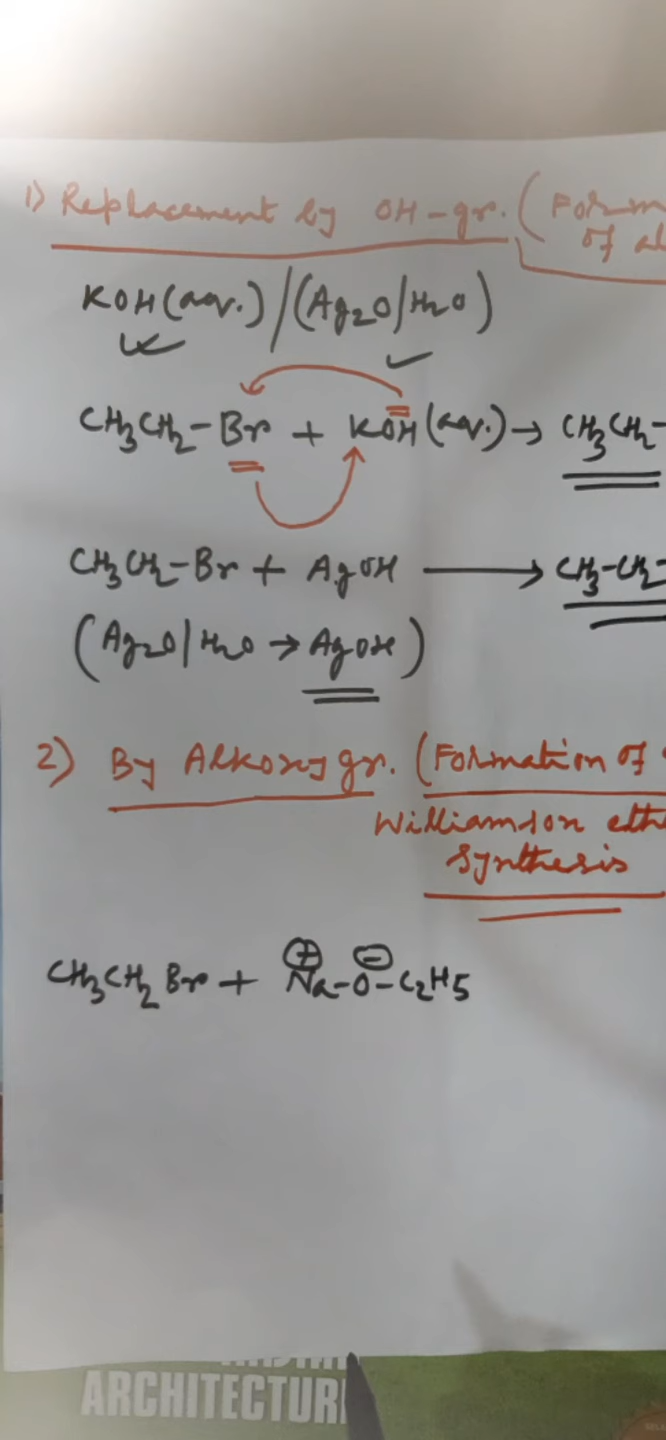 1) Replacement by OH-gr. (Form
of al
KOH(aq.)/(Ag2O/H2O)
CH3CH2-Br + KOH(aq.) → CH3CH2-
CH3CH2-Br + AgOH → CH3-CH2-
(Ag2O/H2O → AgOH)
2) By Alkoxy gr. (Formation of
Williamson eth
Synthesis
CH3CH2Br + Na-O-C2H5
ARCHITECTUR